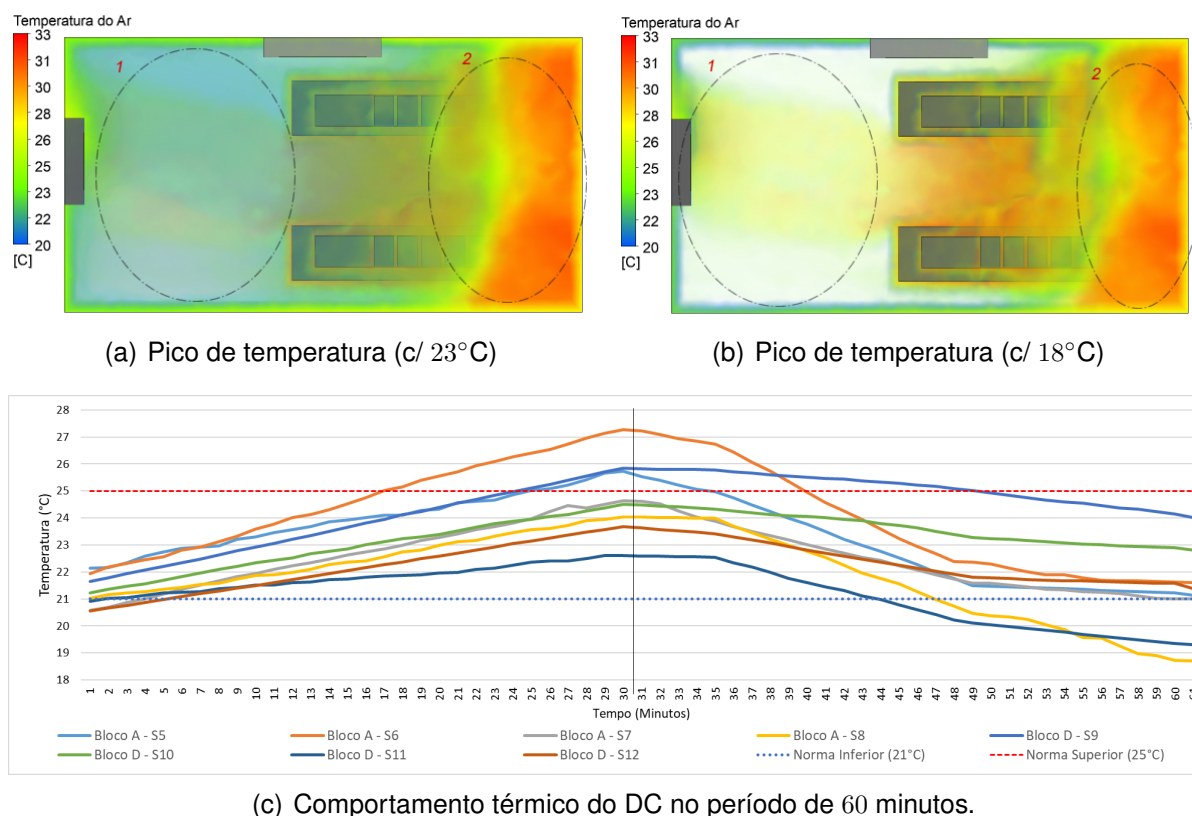 Temperatura do Ar
33
31
30
28
26
25
23
22
20
[C]
1
2
Temperatura do Ar
33
31
30
28
26
25
23
22
20
[C]
1
2
(a) Pico de temperatura (c/ 23°C)
(b) Pico de temperatura (c/ 18°C)
Temperatura (°C)
28
27
26
25
24
23
22
21
20
19
18
1 2 3 4 5 6 7 8 9 10 11 12 13 14 15 16 17 18 19 20 21 22 23 24 25 26 27 28 29 30 31 32 33 34 35 36 37 38 39 40 41 42 43 44 45 46 47 48 49 50 51 52 53 54 55 56 57 58 59 60
Tempo (Minutos)
Bloco A - S5 Bloco A - S6 Bloco A - S7 Bloco A - S8 Bloco D - S9
Bloco D - S10 Bloco D - S11 Bloco D - S12 Norma Inferior (21°C) Norma Superior (25°C)
(c) Comportamento térmico do DC no período de 60 minutos.